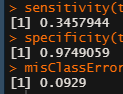 > sensitivity(t
[1] 0.3457944
> specificity(t
[1] 0.9749059
> misClassError
[1] 0.0929